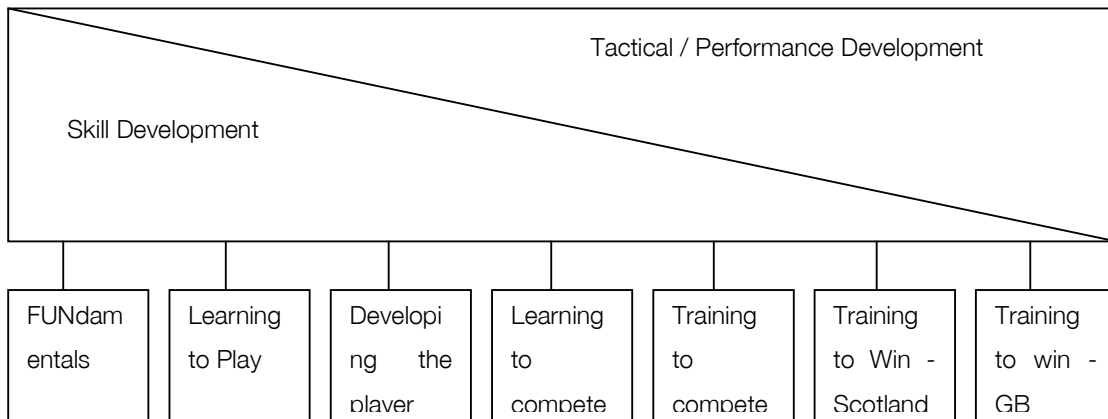 Tactical / Performance Development
Skill Development
FUNdam
entals
Learning
to Play
Developi
ng the
player
Learning
to
compete
Training
to
compete
Training
to Win -
Scotland
Training
to win -
GB